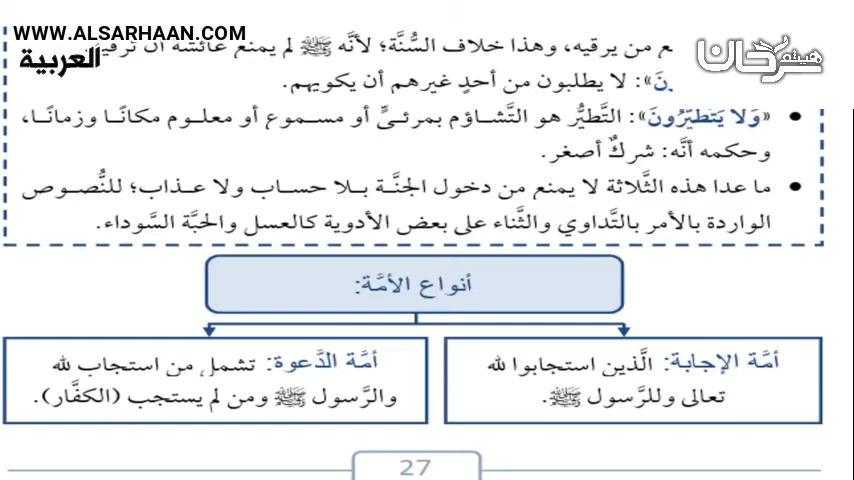 WWW.ALSARHAAN.COM
العربية
هيثم سرحان
ع من يرقيه، وهذا خلاف السُّنَّة؛ لأنَّه ﷺ لم يمنع عائشة أن ترقيه.
نَ»: لا يطلبون من أحدٍ غيرهم أن يكويهم.
• «وَلا يَتَطَيَّرُونَ»: التَّطيُّر هو التَّشاؤم بمرئيٍّ أو مسموع أو معلوم مكانًا وزمانًا،
وحكمه أنَّه: شركٌ أصغر.
• ما عدا هذه الثَّلاثة لا يمنع من دخول الجنَّة بلا حساب ولا عذاب؛ للنُّصوص
الواردة بالأمر بالتَّداوي والثَّناء على بعض الأدوية كالعسل والحبَّة السَّوداء.
أنواع الأمَّة:
أمَّة الإجابة: الَّذين استجابوا لله
تعالى وللرَّسول ﷺ.
أمَّة الدَّعوة: تشمل من استجاب لله
والرَّسول ﷺ ومن لم يستجب (الكفَّار).
27